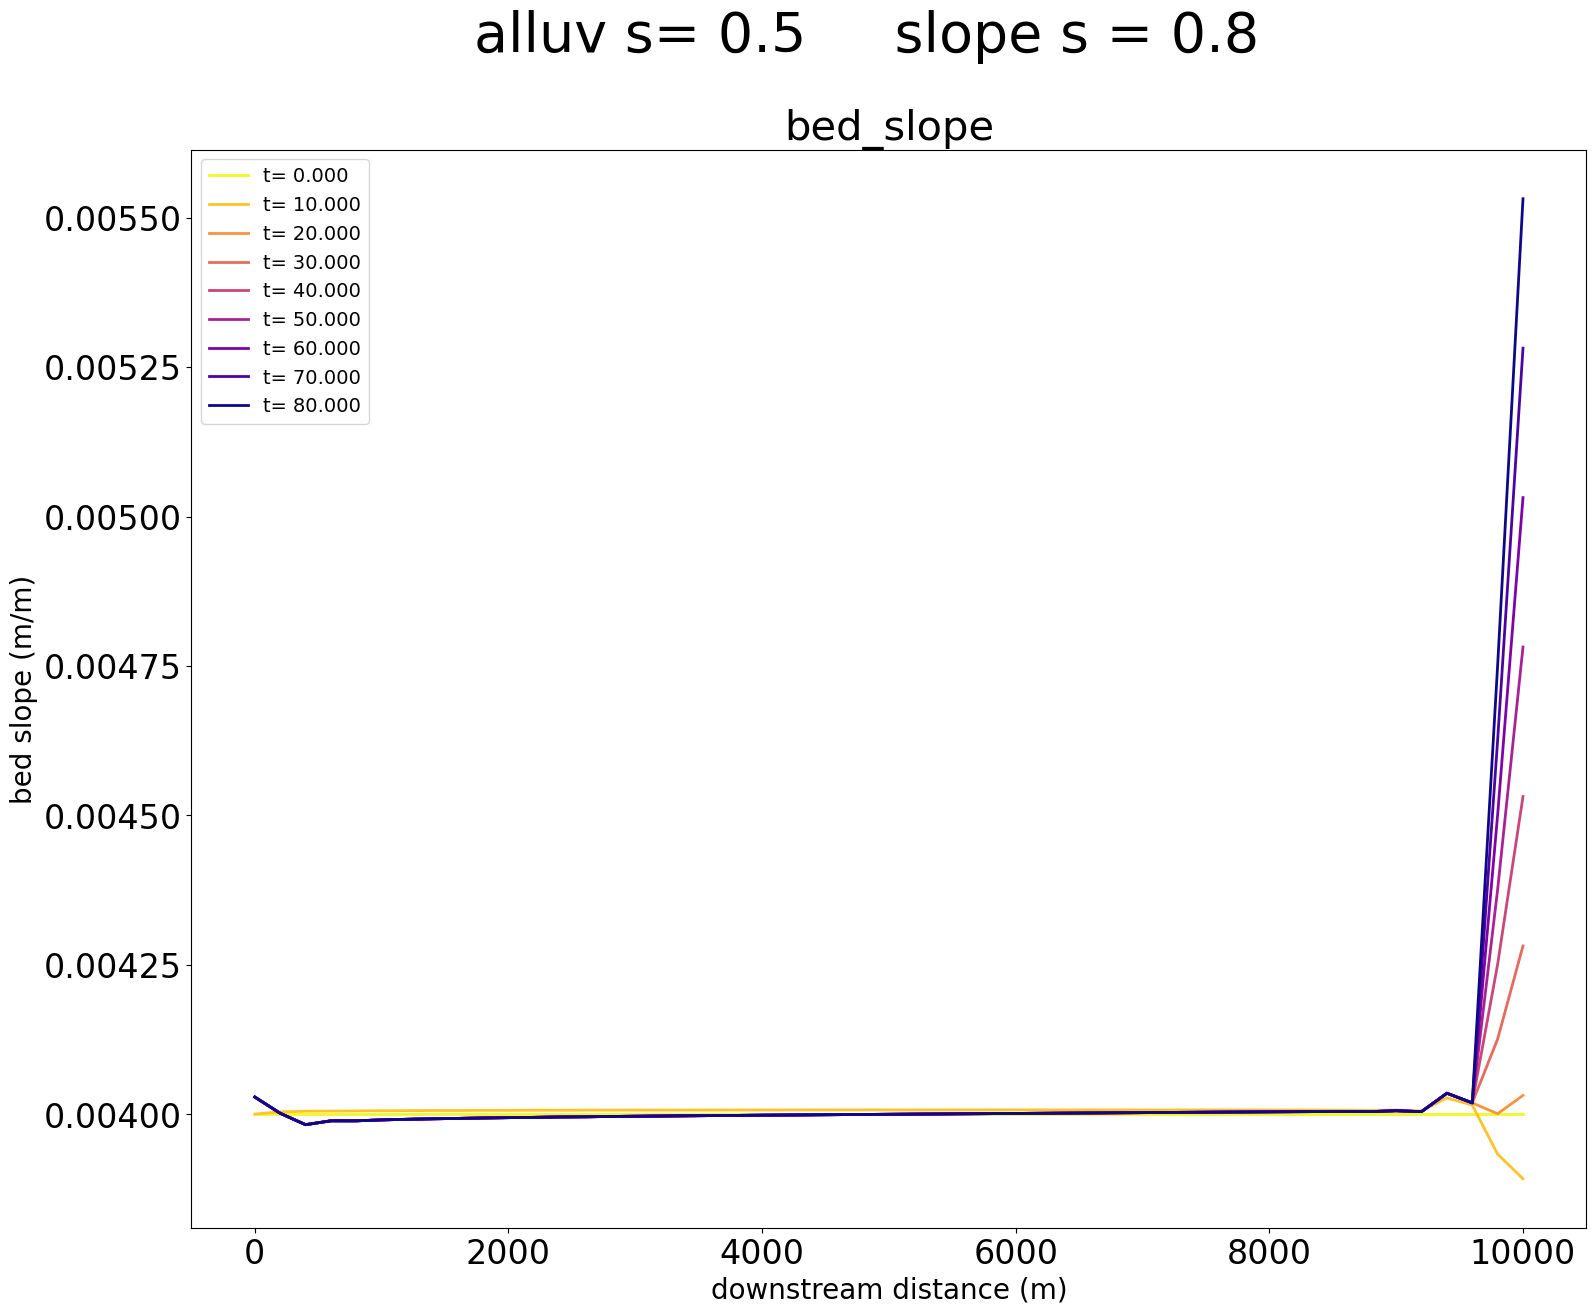 alluv s= 0.5 slope s = 0.8
bed_slope
t= 0.000
t= 10.000
t= 20.000
t= 30.000
t= 40.000
t= 50.000
t= 60.000
t= 70.000
t= 80.000
0.00550
0.00525
0.00500
0.00475
0.00450
0.00425
0.00400
bed slope (m/m)
0 2000 4000 6000 8000 10000
downstream distance (m)